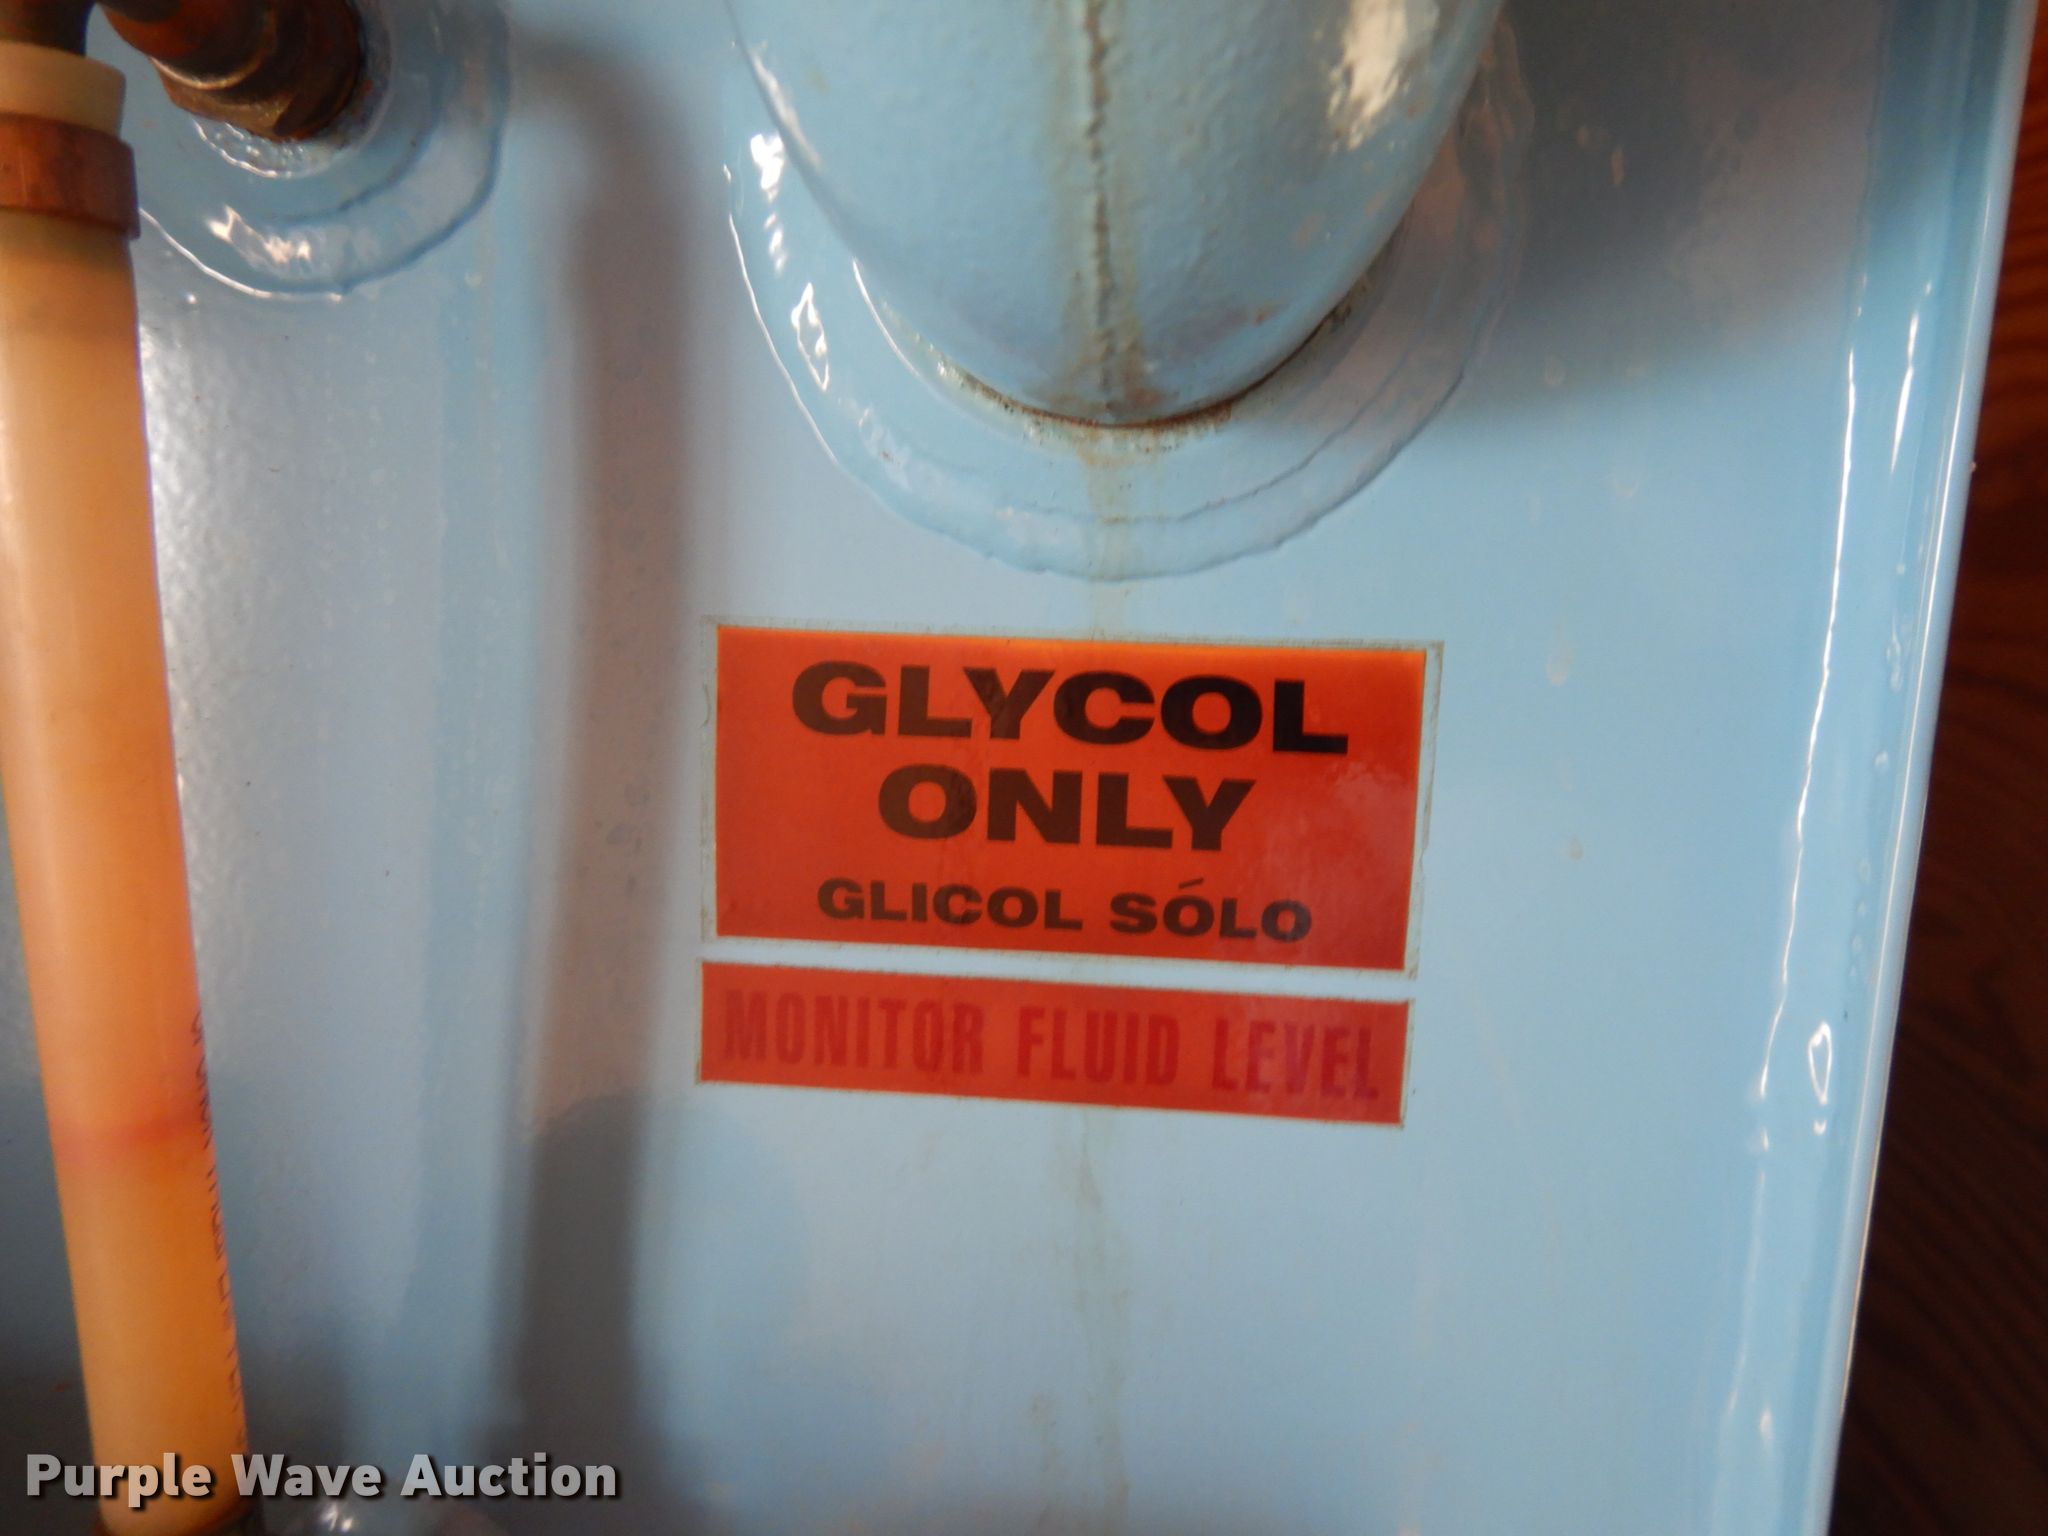 GLYCOL
ONLY
GLICOL SÓLO
MONITOR FLUID LEVEL
Purple Wave Auction